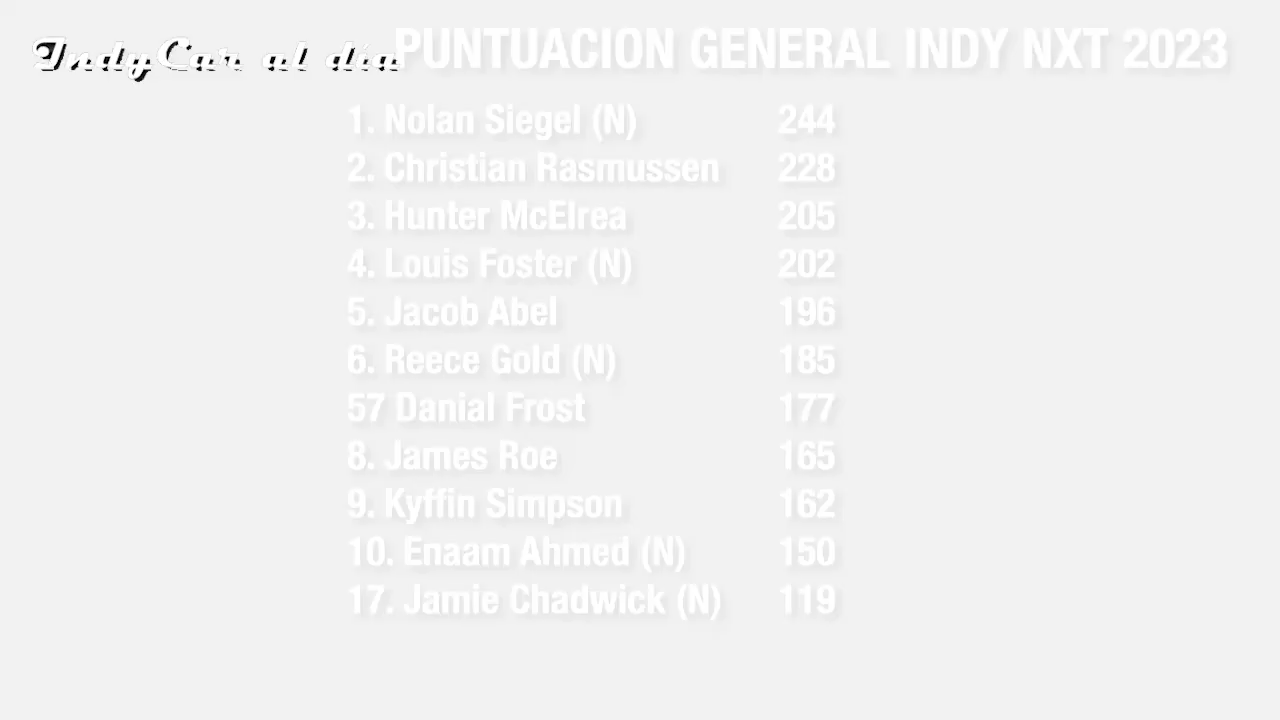 IndyCar al día
PUNTUACION GENERAL INDY NXT 2023
1. Nolan Siegel (N) 244
2. Christian Rasmussen 228
3. Hunter McElrea 205
4. Louis Foster (N) 202
5. Jacob Abel 196
6. Reece Gold (N) 185
57 Danial Frost 177
8. James Roe 165
9. Kyffin Simpson 162
10. Enaam Ahmed (N) 150
17. Jamie Chadwick (N) 119